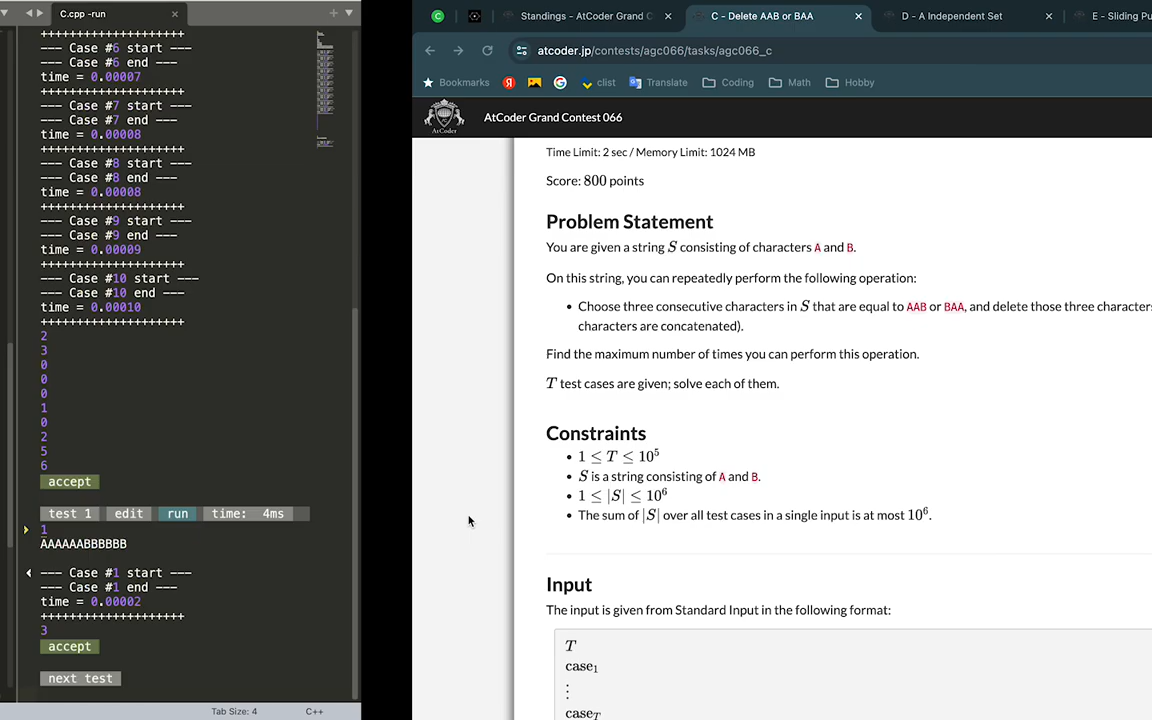 C.cpp -run
++++++++++++++++++++
--- Case #6 start ---
--- Case #6 end ---
time = 0.00007
++++++++++++++++++++
--- Case #7 start ---
--- Case #7 end ---
time = 0.00008
++++++++++++++++++++
--- Case #8 start ---
--- Case #8 end ---
time = 0.00008
++++++++++++++++++++
--- Case #9 start ---
--- Case #9 end ---
time = 0.00009
++++++++++++++++++++
--- Case #10 start ---
--- Case #10 end ---
time = 0.00010
++++++++++++++++++++
2
3
0
0
0
1
0
2
5
6
accept
test 1 edit run time: 4ms
1
AAAAAABBBBBB
--- Case #1 start ---
--- Case #1 end ---
time = 0.00002
++++++++++++++++++++
3
accept
next test
Tab Size: 4 C++
Standings - AtCoder Grand C
C - Delete AAB or BAA
D - A Independent Set
E - Sliding Pu
atcoder.jp/contests/agc066/tasks/agc066_c
Bookmarks clist Translate Coding Math Hobby
AtCoder
AtCoder Grand Contest 066
Time Limit: 2 sec / Memory Limit: 1024 MB
Score: 800 points
Problem Statement
You are given a string S consisting of characters A and B.
On this string, you can repeatedly perform the following operation:
• Choose three consecutive characters in S that are equal to AAB or BAA, and delete those three characters
characters are concatenated).
Find the maximum number of times you can perform this operation.
T test cases are given; solve each of them.
Constraints
• 1 ≤ T ≤ 10⁵
• S is a string consisting of A and B.
• 1 ≤ |S| ≤ 10⁶
• The sum of |S| over all test cases in a single input is at most 10⁶.
Input
The input is given from Standard Input in the following format:
T
case₁
⋮
case_T